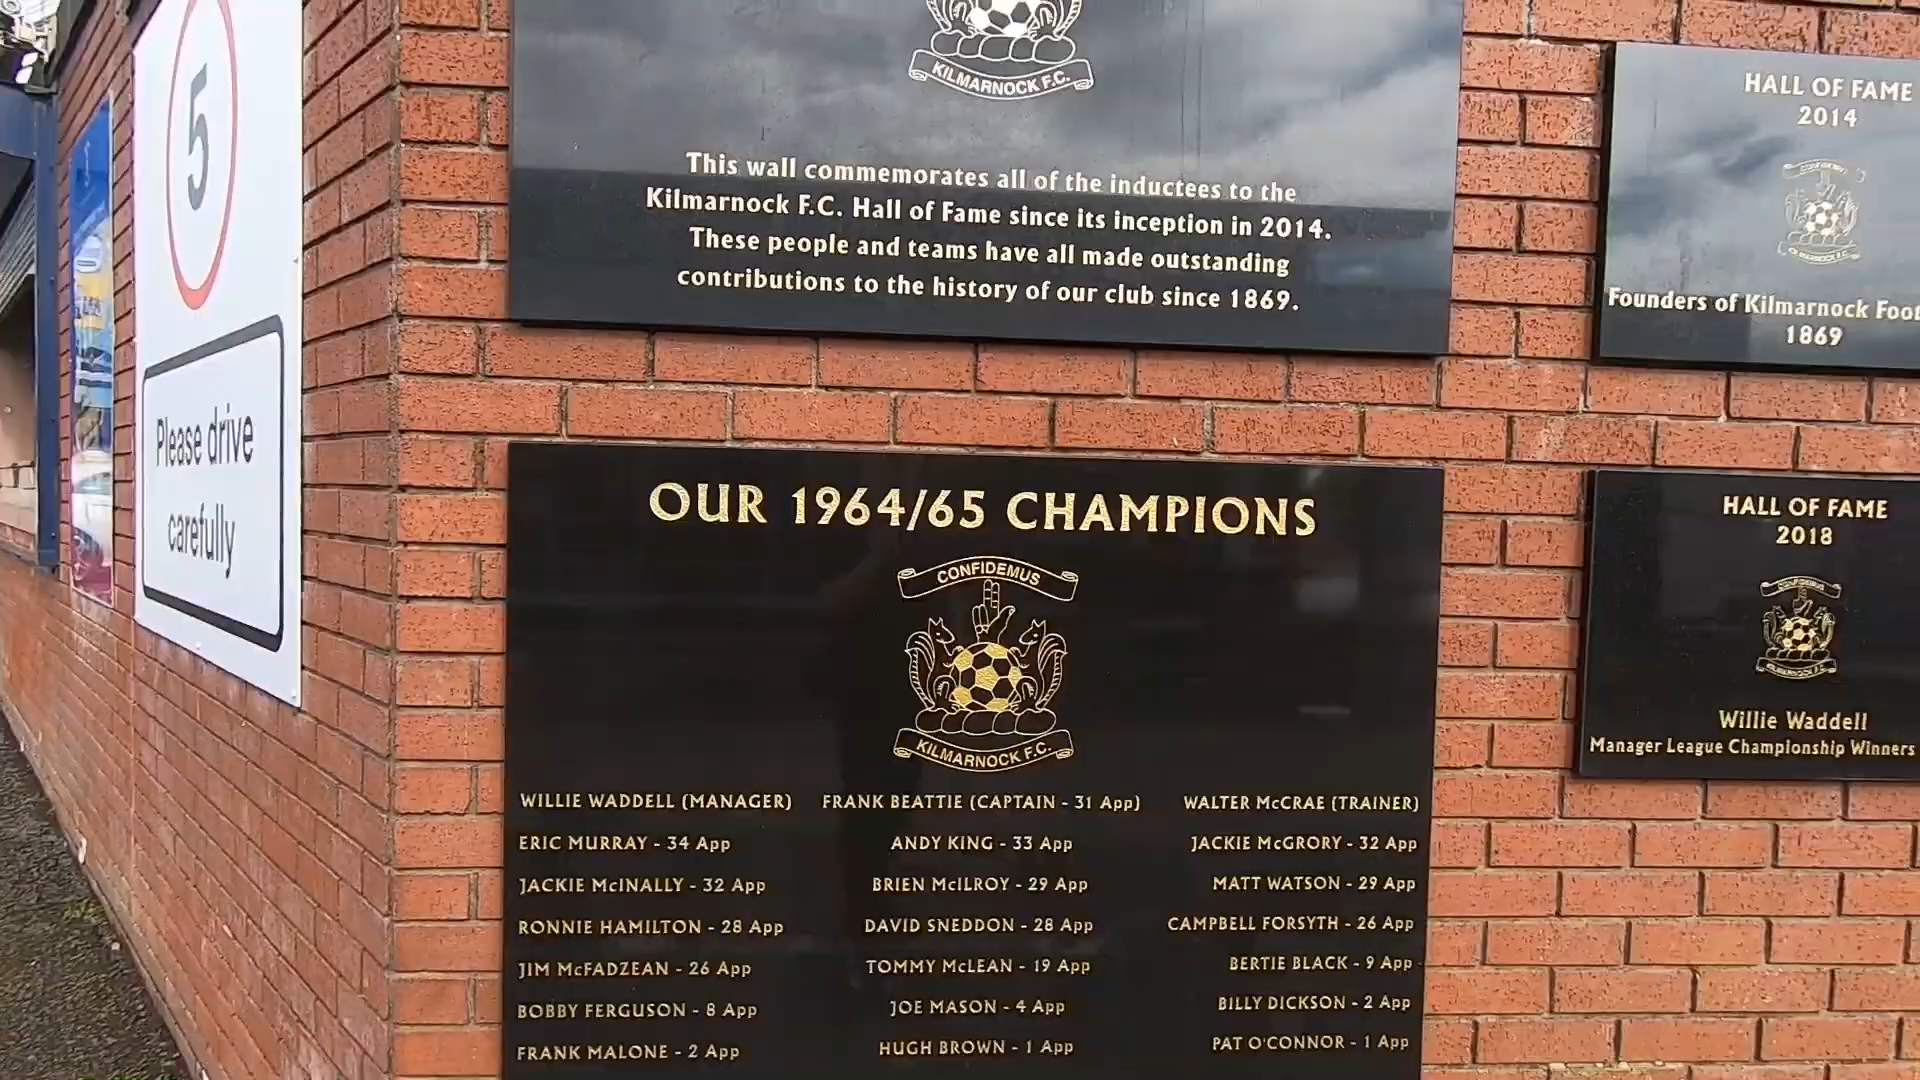 5
Please drive
carefully
KILMARNOCK F.C.
This wall commemorates all of the inductees to the
Kilmarnock F.C. Hall of Fame since its inception in 2014.
These people and teams have all made outstanding
contributions to the history of our club since 1869.
HALL OF FAME
2014
Founders of Kilmarnock Foot
1869
OUR 1964/65 CHAMPIONS
CONFIDEMUS
KILMARNOCK F.C.
WILLIE WADDELL (MANAGER) FRANK BEATTIE (CAPTAIN - 31 App) WALTER McCRAE (TRAINER)
ERIC MURRAY - 34 App ANDY KING - 33 App JACKIE McGRORY - 32 App
JACKIE McINALLY - 32 App BRIEN McILROY - 29 App MATT WATSON - 29 App
RONNIE HAMILTON - 28 App DAVID SNEDDON - 28 App CAMPBELL FORSYTH - 26 App
JIM McFADZEAN - 26 App TOMMY McLEAN - 19 App BERTIE BLACK - 9 App
BOBBY FERGUSON - 8 App JOE MASON - 4 App BILLY DICKSON - 2 App
FRANK MALONE - 2 App HUGH BROWN - 1 App PAT O'CONNOR - 1 App
HALL OF FAME
2018
CONFIDEMUS
KILMARNOCK F.C.
Willie Waddell
Manager League Championship Winners